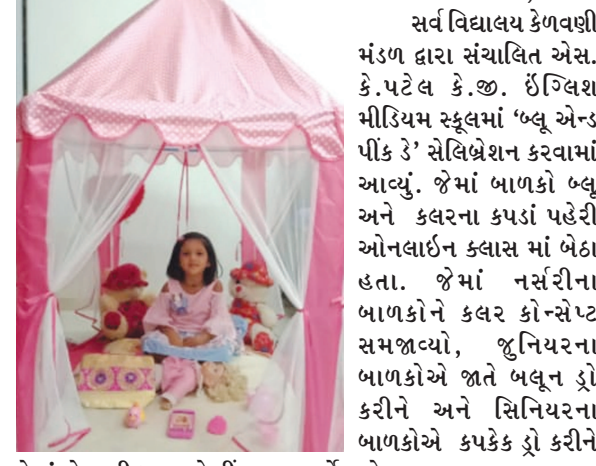 સર્વ વિદ્યાલય કેળવણી
મંડળ દ્વારા સંચાલિત એસ.
કે.પટેલ કે.જી. ઇંગ્લિશ
મીડિયમ સ્કૂલમાં ‘બ્લૂ એન્ડ
પીંક ડે’ સેલિબ્રેશન કરવામાં
આવ્યું. જેમાં બાળકો બ્લૂ
અને કલરના કપડાં પહેરી
ઓનલાઇન ક્લાસ માં બેઠા
હતા. જેમાં નર્સરીના
બાળકોને કલર કોન્સેપ્ટ
સમજાવ્યો, જુનિયરના
બાળકોએ જાતે બલૂન ડ્રો
કરીને અને સિનિયરના
બાળકોએ કપકેક ડ્રો કરીને